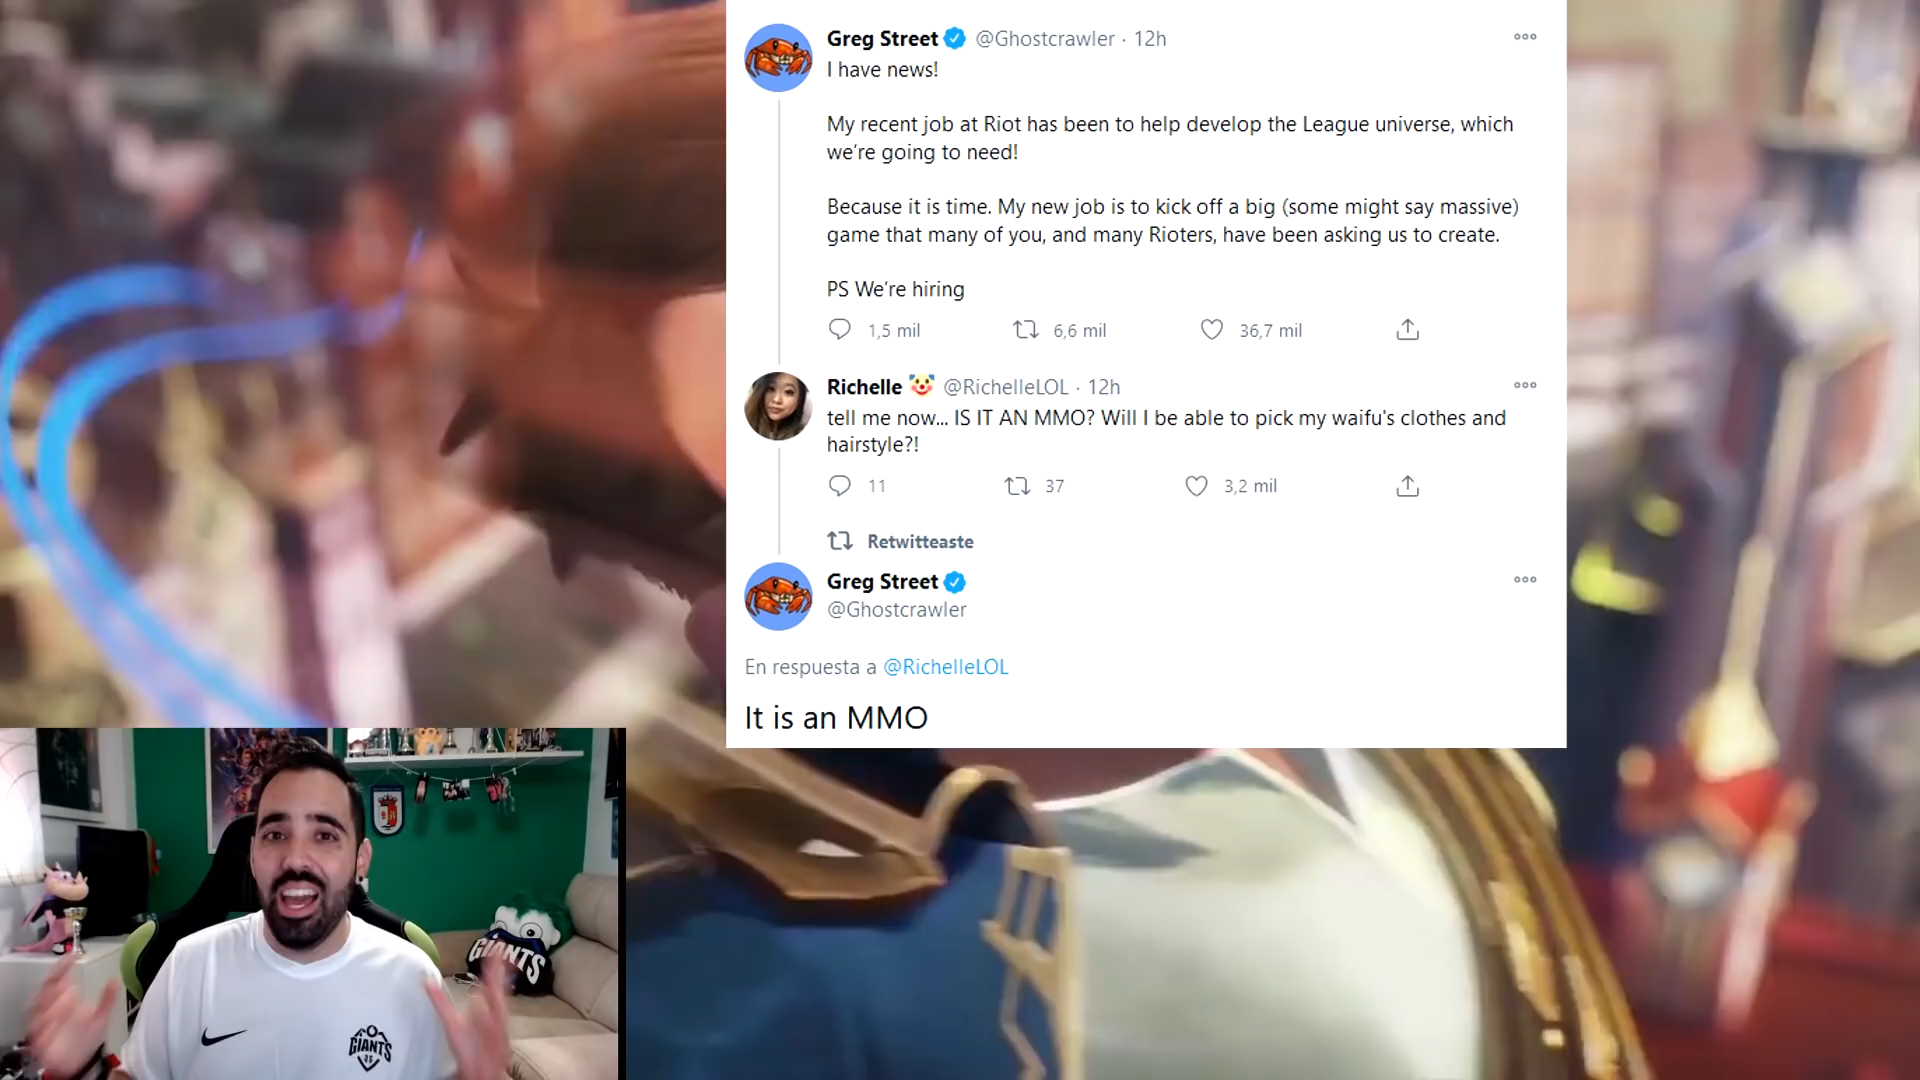 Greg Street @Ghostcrawler · 12h
I have news!
My recent job at Riot has been to help develop the League universe, which
we're going to need!
Because it is time. My new job is to kick off a big (some might say massive)
game that many of you, and many Rioters, have been asking us to create.
PS We're hiring
1,5 mil 6,6 mil 36,7 mil
Richelle 🤡 @RichelleLOL · 12h
tell me now... IS IT AN MMO? Will I be able to pick my waifu's clothes and
hairstyle?!
11 37 3,2 mil
Retwitteaste
Greg Street
@Ghostcrawler
En respuesta a @RichelleLOL
It is an MMO
GIANTS
GIANTS